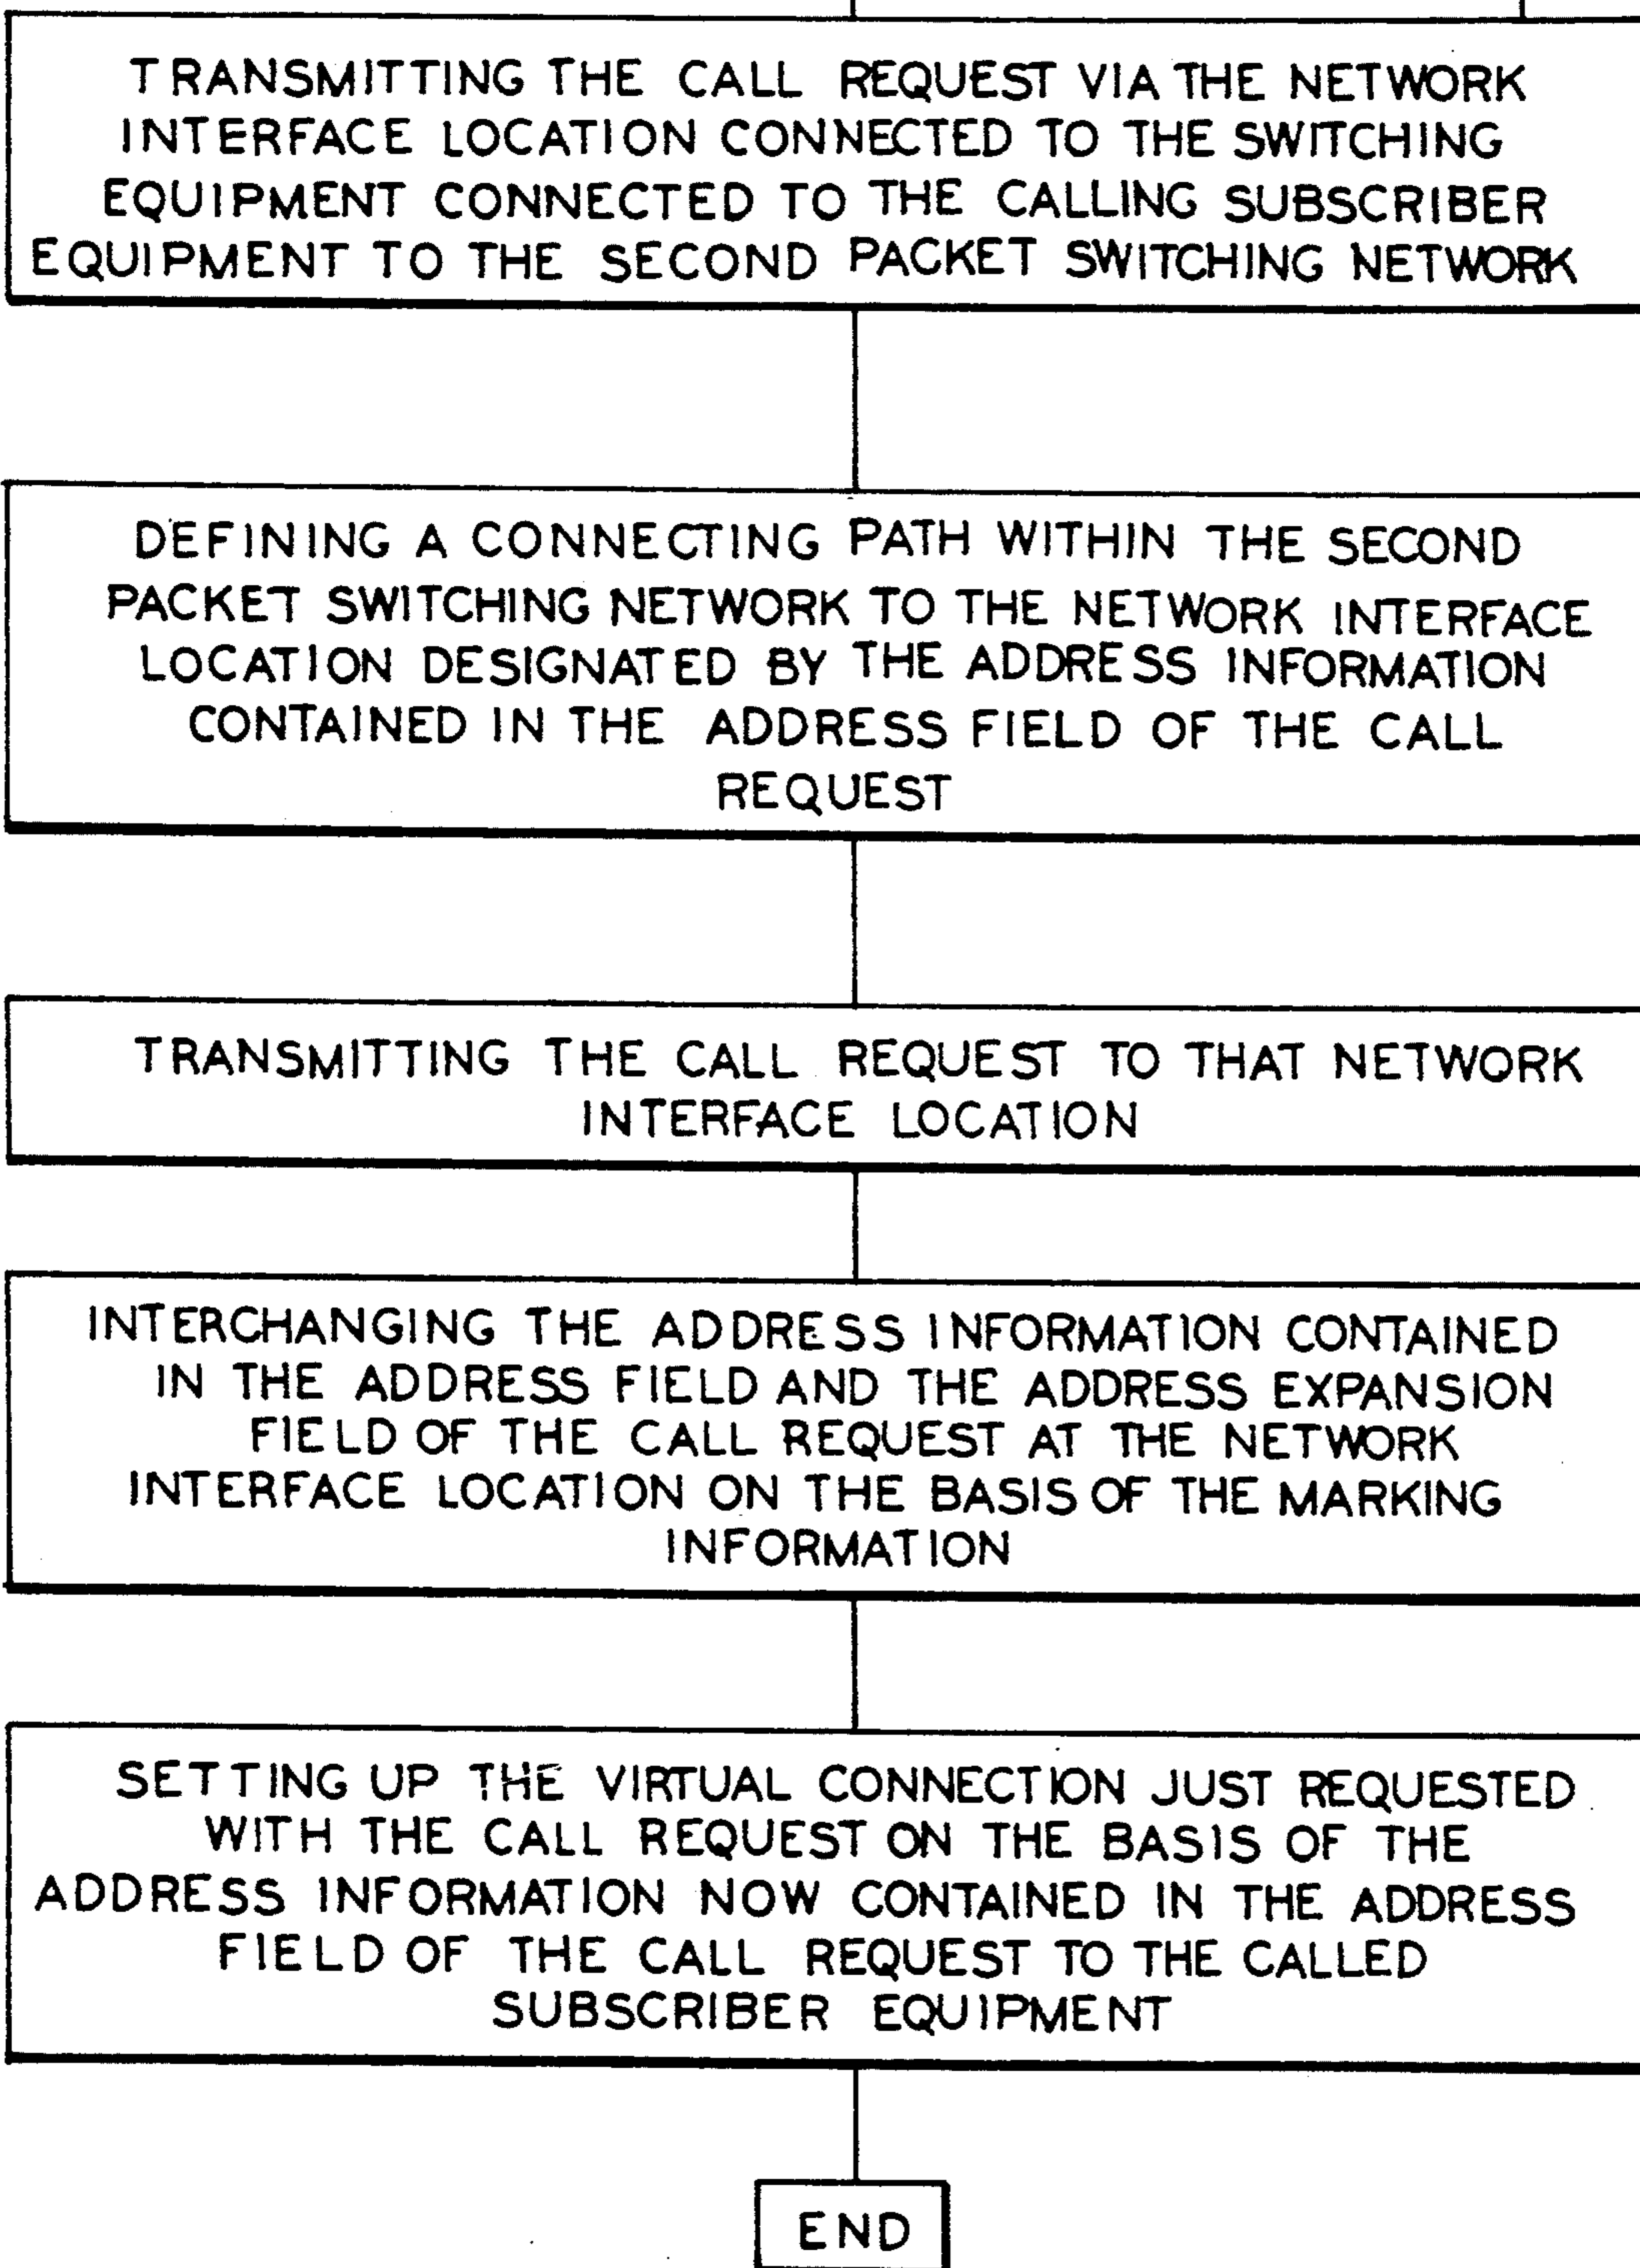 TRANSMITTING THE CALL REQUEST VIA THE NETWORK
INTERFACE LOCATION CONNECTED TO THE SWITCHING
EQUIPMENT CONNECTED TO THE CALLING SUBSCRIBER
EQUIPMENT TO THE SECOND PACKET SWITCHING NETWORK
DEFINING A CONNECTING PATH WITHIN THE SECOND
PACKET SWITCHING NETWORK TO THE NETWORK INTERFACE
LOCATION DESIGNATED BY THE ADDRESS INFORMATION
CONTAINED IN THE ADDRESS FIELD OF THE CALL
REQUEST
TRANSMITTING THE CALL REQUEST TO THAT NETWORK
INTERFACE LOCATION
INTERCHANGING THE ADDRESS INFORMATION CONTAINED
IN THE ADDRESS FIELD AND THE ADDRESS EXPANSION
FIELD OF THE CALL REQUEST AT THE NETWORK
INTERFACE LOCATION ON THE BASIS OF THE MARKING
INFORMATION
SETTING UP THE VIRTUAL CONNECTION JUST REQUESTED
WITH THE CALL REQUEST ON THE BASIS OF THE
ADDRESS INFORMATION NOW CONTAINED IN THE ADDRESS
FIELD OF THE CALL REQUEST TO THE CALLED
SUBSCRIBER EQUIPMENT
END